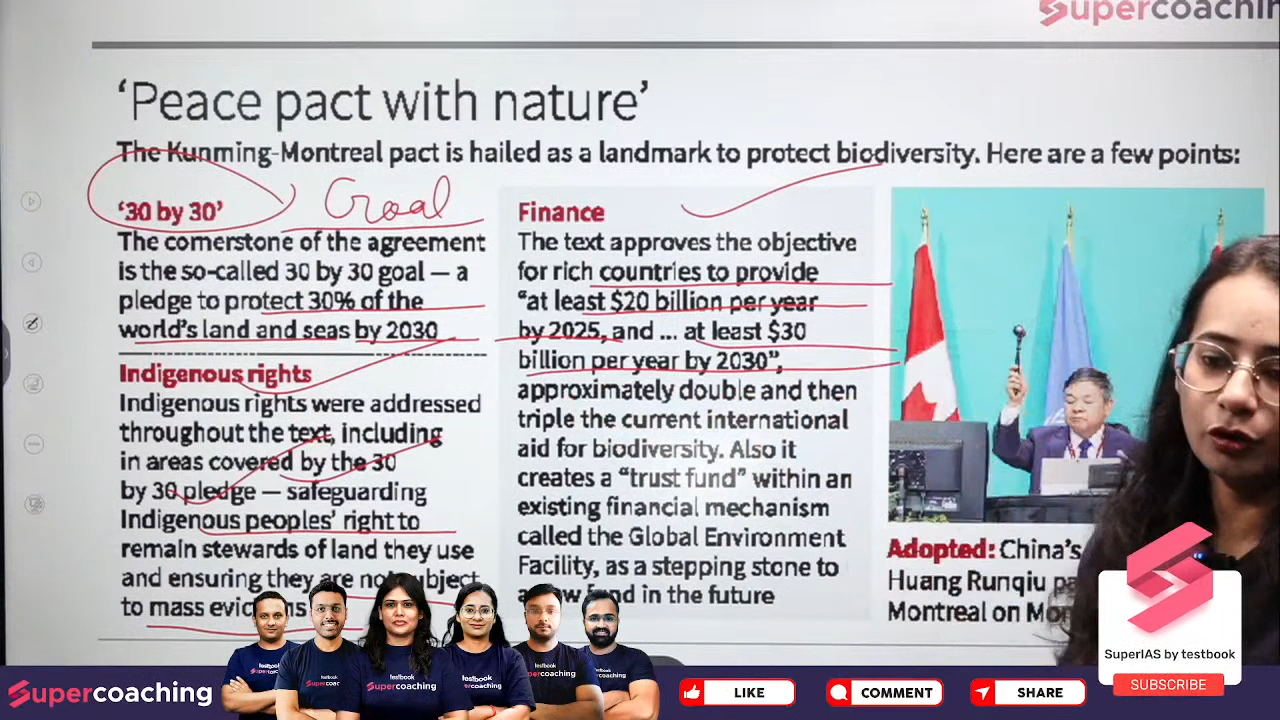 Supercoachin
‘Peace pact with nature’
The Kunming-Montreal pact is hailed as a landmark to protect biodiversity. Here are a few points:
‘30 by 30’
Goal
The cornerstone of the agreement
is the so-called 30 by 30 goal — a
pledge to protect 30% of the
world’s land and seas by 2030
Indigenous rights
Indigenous rights were addressed
throughout the text, including
in areas covered by the 30
by 30 pledge — safeguarding
Indigenous peoples’ right to
remain stewards of land they use
and ensuring they are not subject
to mass
Finance
The text approves the objective
for rich countries to provide
“at least $20 billion per year
by 2025, and ... at least $30
billion per year by 2030”,
approximately double and then
triple the current international
aid for biodiversity. Also it
creates a “trust fund” within an
existing financial mechanism
called the Global Environment
Facility, as a stepping stone to
in the future
Adopted: China’s
Huang Runqiu
Montreal on
SuperIAS by testbook
SUBSCRIBE
Supercoaching
LIKE
COMMENT
SHARE